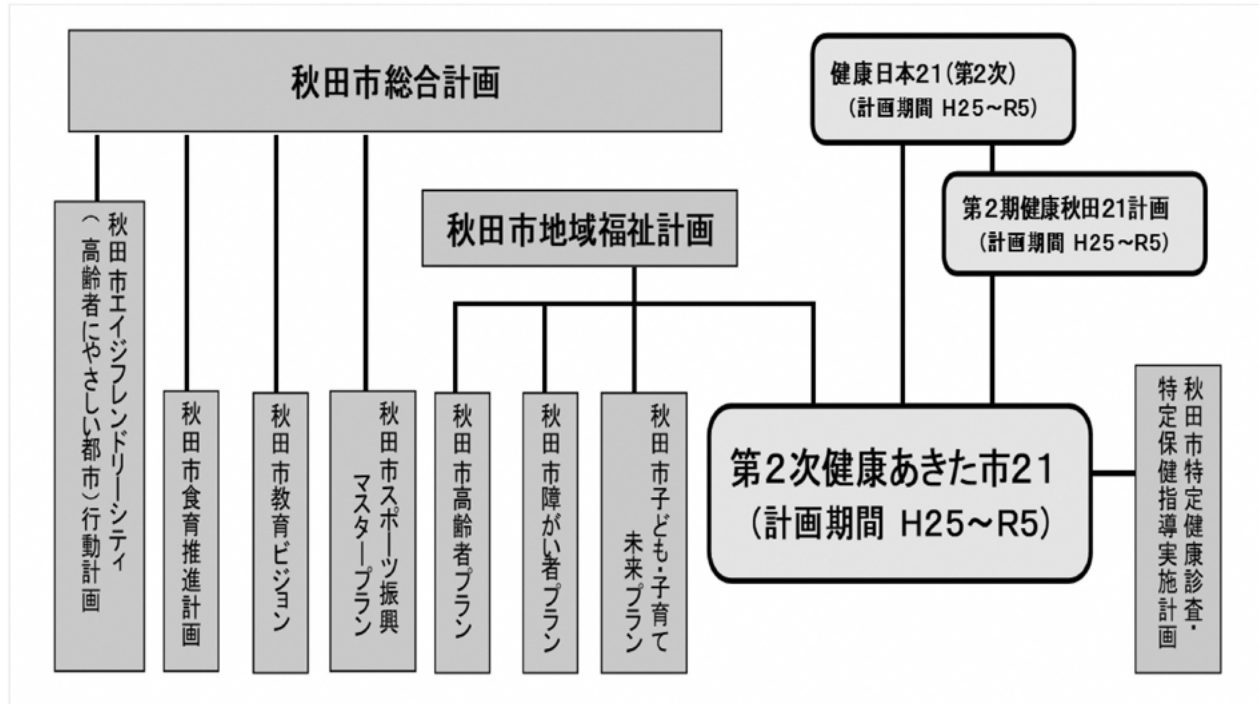 秋田市総合計画
健康日本21(第2次)
(計画期間 H25～R5)
第2期健康秋田21計画
(計画期間 H25～R5)
秋田市地域福祉計画
秋田市エイジフレンドリーシティ
(高齢者にやさしい都市)行動計画
秋田市食育推進計画
秋田市教育ビジョン
秋田市スポーツ振興
マスタープラン
秋田市高齢者プラン
秋田市障がい者プラン
秋田市子ども・子育て
未来プラン
第2次健康あきた市21
(計画期間 H25～R5)
秋田市特定健康診査・
特定保健指導実施計画